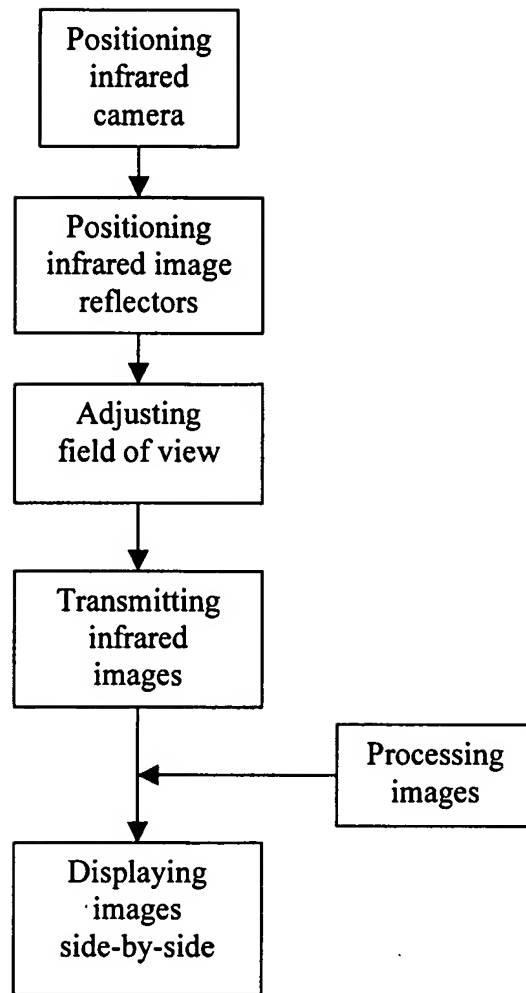 Positioning
infrared
camera
Positioning
infrared image
reflectors
Adjusting
field of view
Transmitting
infrared
images
Processing
images
Displaying
images
side-by-side